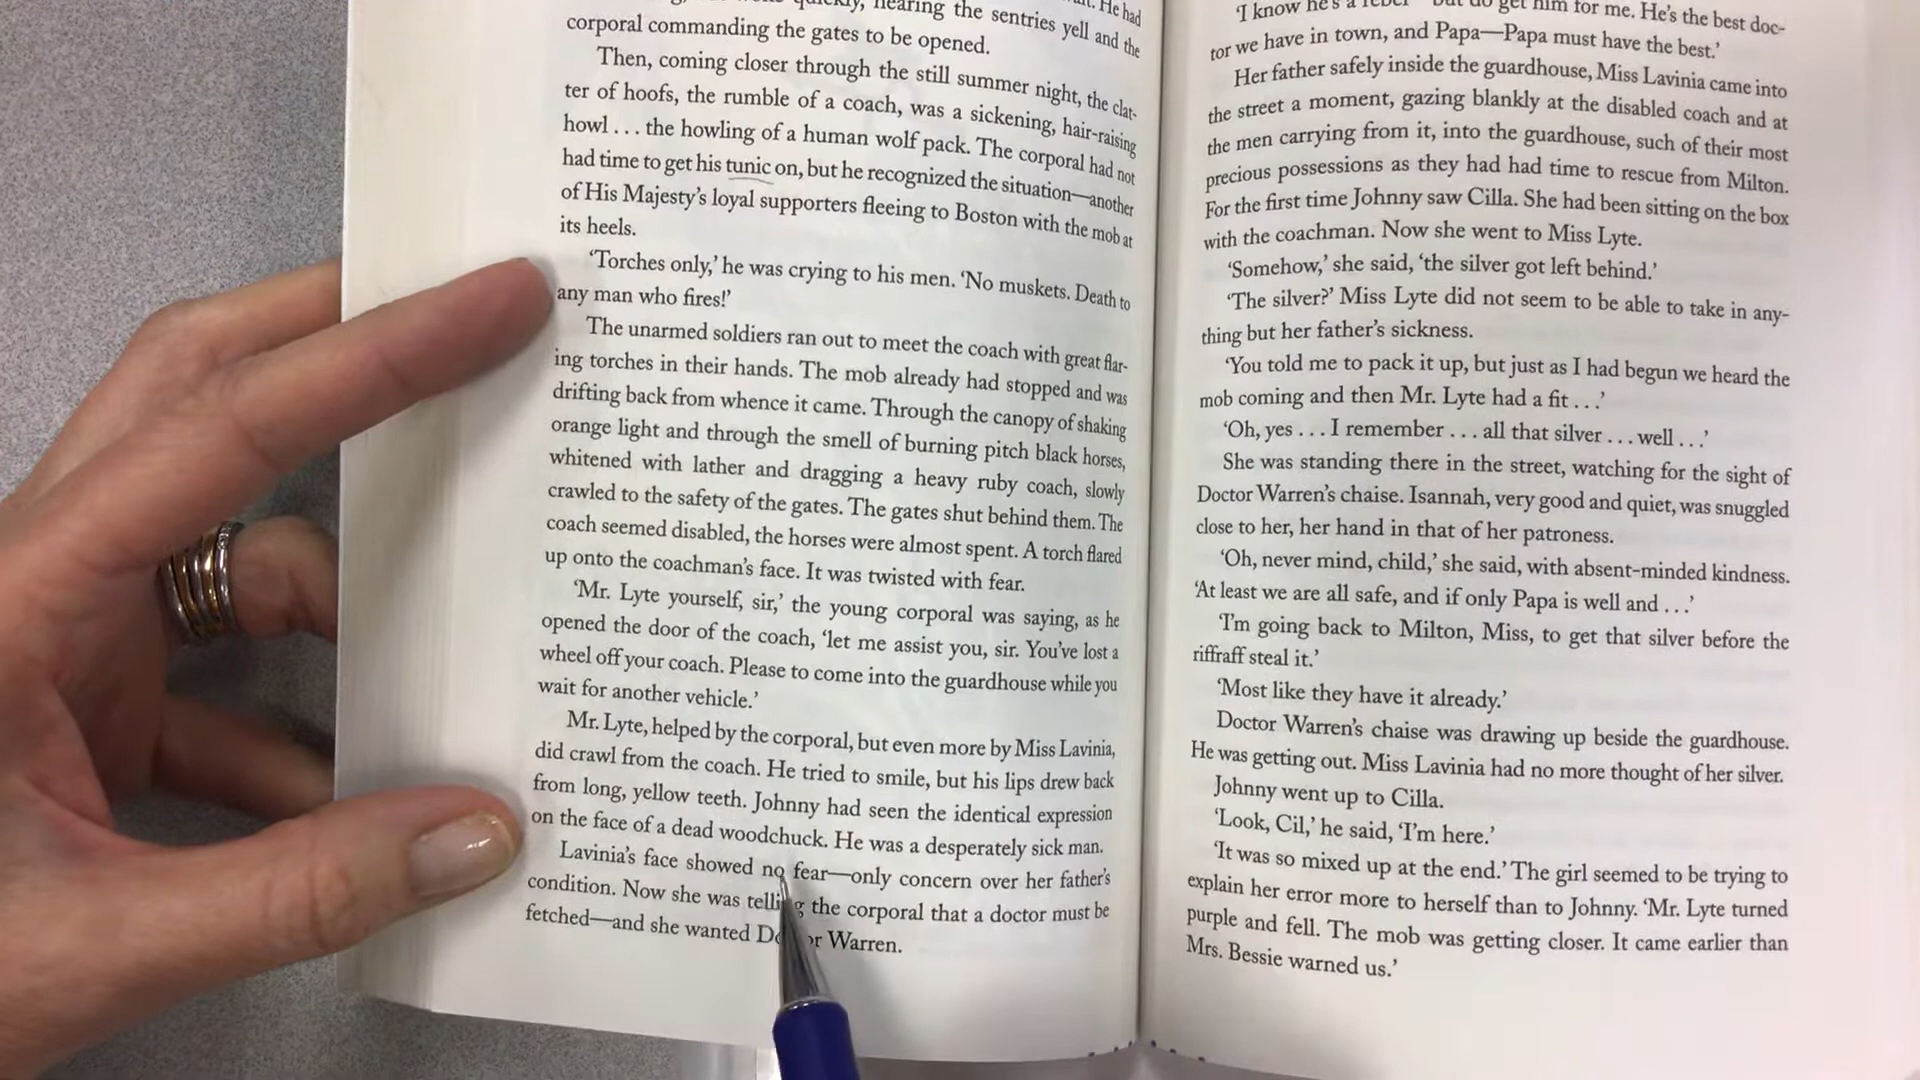 quickly, hearing the sentries yell and the
He had
corporal commanding the gates to be opened.
Then, coming closer through the still summer night, the clat-
ter of hoofs, the rumble of a coach, was a sickening, hair-raising
howl . . . the howling of a human wolf pack. The corporal had not
had time to get his tunic on, but he recognized the situation—another
of His Majesty's loyal supporters fleeing to Boston with the mob at
its heels.
'Torches only,' he was crying to his men. 'No muskets. Death to
any man who fires!'
The unarmed soldiers ran out to meet the coach with great flar-
ing torches in their hands. The mob already had stopped and was
drifting back from whence it came. Through the canopy of shaking
orange light and through the smell of burning pitch black horses,
whitened with lather and dragging a heavy ruby coach, slowly
crawled to the safety of the gates. The gates shut behind them. The
coach seemed disabled, the horses were almost spent. A torch flared
up onto the coachman's face. It was twisted with fear.
'Mr. Lyte yourself, sir,' the young corporal was saying, as he
opened the door of the coach, 'let me assist you, sir. You've lost a
wheel off your coach. Please to come into the guardhouse while you
wait for another vehicle.'
Mr. Lyte, helped by the corporal, but even more by Miss Lavinia,
did crawl from the coach. He tried to smile, but his lips drew back
from long, yellow teeth. Johnny had seen the identical expression
on the face of a dead woodchuck. He was a desperately sick man.
Lavinia's face showed no fear—only concern over her father's
condition. Now she was telling the corporal that a doctor must be
fetched—and she wanted Doctor Warren.
'I know he's a rebel but do get him for me. He's the best doc-
tor we have in town, and Papa—Papa must have the best.'
Her father safely inside the guardhouse, Miss Lavinia came into
the street a moment, gazing blankly at the disabled coach and at
the men carrying from it, into the guardhouse, such of their most
precious possessions as they had had time to rescue from Milton.
For the first time Johnny saw Cilla. She had been sitting on the box
with the coachman. Now she went to Miss Lyte.
'Somehow,' she said, 'the silver got left behind.'
'The silver?' Miss Lyte did not seem to be able to take in any-
thing but her father's sickness.
'You told me to pack it up, but just as I had begun we heard the
mob coming and then Mr. Lyte had a fit . . .'
'Oh, yes . . . I remember . . . all that silver . . . well . . .'
She was standing there in the street, watching for the sight of
Doctor Warren's chaise. Isannah, very good and quiet, was snuggled
close to her, her hand in that of her patroness.
'Oh, never mind, child,' she said, with absent-minded kindness.
'At least we are all safe, and if only Papa is well and . . .'
'I'm going back to Milton, Miss, to get that silver before the
riffraff steal it.'
'Most like they have it already.'
Doctor Warren's chaise was drawing up beside the guardhouse.
He was getting out. Miss Lavinia had no more thought of her silver.
Johnny went up to Cilla.
'Look, Cil,' he said, 'I'm here.'
'It was so mixed up at the end.' The girl seemed to be trying to
explain her error more to herself than to Johnny. 'Mr. Lyte turned
purple and fell. The mob was getting closer. It came earlier than
Mrs. Bessie warned us.'